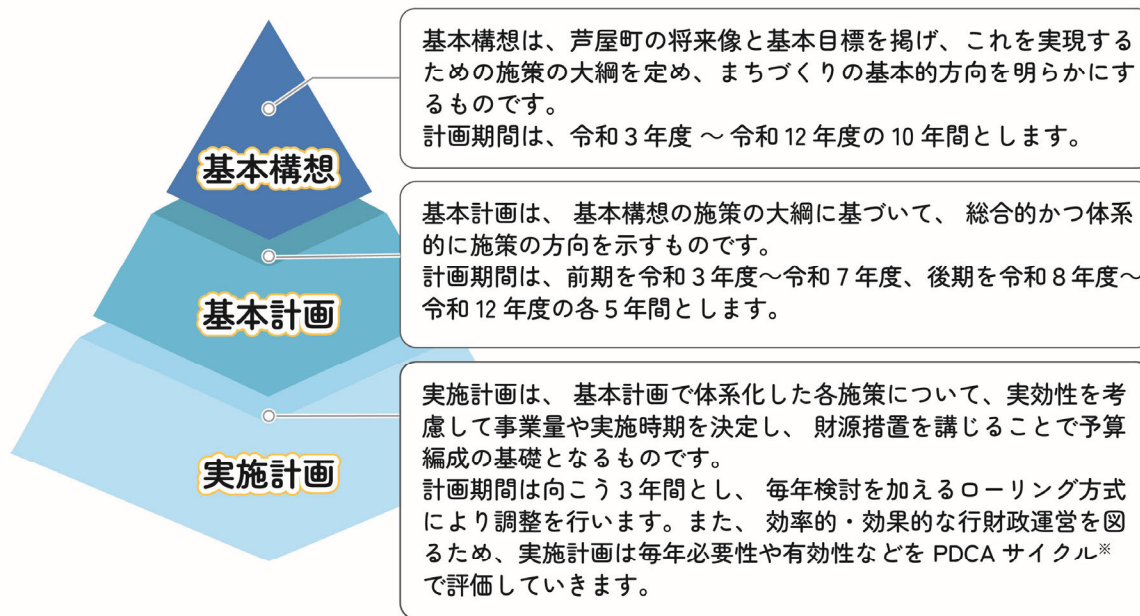 基本構想
基本構想は、芦屋町の将来像と基本目標を掲げ、これを実現する
ための施策の大綱を定め、まちづくりの基本的方向を明らかにす
るものです。
計画期間は、令和3年度 ～ 令和12年度の10年間とします。
基本計画
基本計画は、 基本構想の施策の大綱に基づいて、 総合的かつ体系
的に施策の方向を示すものです。
計画期間は、前期を令和3年度～令和7年度、後期を令和8年度～
令和12年度の各5年間とします。
実施計画
実施計画は、 基本計画で体系化した各施策について、実効性を考
慮して事業量や実施時期を決定し、 財源措置を講じることで予算
編成の基礎となるものです。
計画期間は向こう3年間とし、 毎年検討を加えるローリング方式
により調整を行います。また、 効率的・効果的な行財政運営を図
るため、実施計画は毎年必要性や有効性などを PDCA サイクル※
で評価していきます。